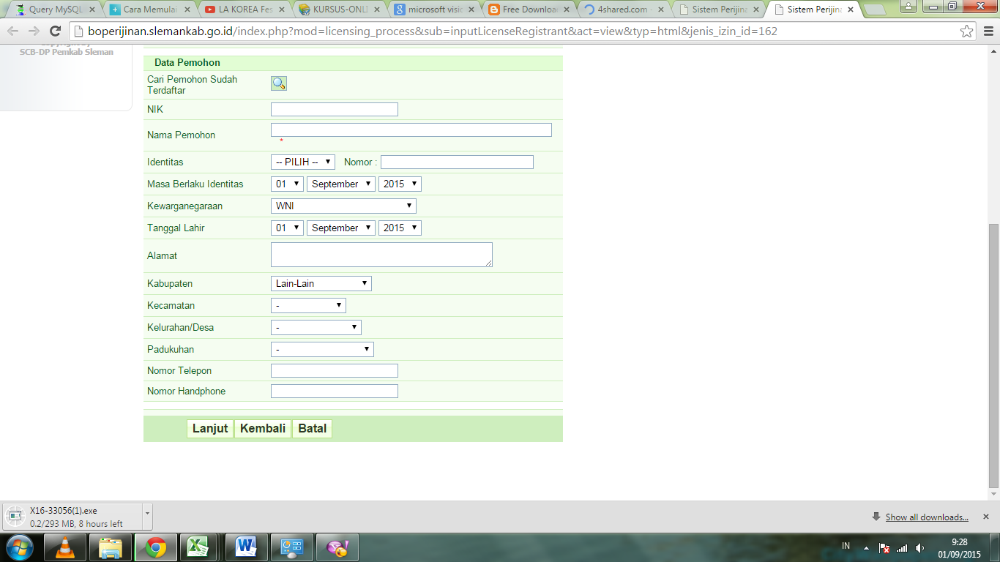 Query MySQL
Cara Memulai
LA KOREA Fes
KURSUS-ONLI
microsoft visi
Free Downloa
4shared.com -
Sistem Perijina
Sistem Perijina
boperijinan.slemankab.go.id/index.php?mod=licensing_process&sub=inputLicenseRegistrant&act=view&typ=html&jenis_izin_id=162
SCB-DP Pemkab Sleman
Data Pemohon
Cari Pemohon Sudah
Terdaftar
NIK
Nama Pemohon
*
Identitas -- PILIH -- Nomor :
Masa Berlaku Identitas 01 September 2015
Kewarganegaraan WNI
Tanggal Lahir 01 September 2015
Alamat
Kabupaten Lain-Lain
Kecamatan -
Kelurahan/Desa -
Padukuhan -
Nomor Telepon
Nomor Handphone
Lanjut Kembali Batal
X16-33056(1).exe
0.2/293 MB, 8 hours left
Show all downloads...
IN
9:28
01/09/2015